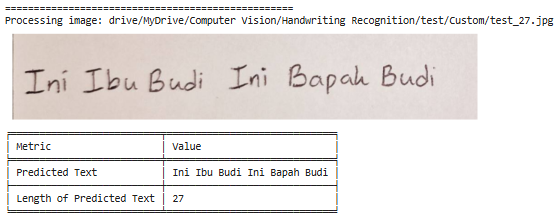 ==================================================
Processing image: drive/MyDrive/Computer Vision/Handwriting Recognition/test/Custom/test_27.jpg
Ini Ibu Budi Ini Bapak Budi
Metric Value
Predicted Text Ini Ibu Budi Ini Bapah Budi
Length of Predicted Text 27